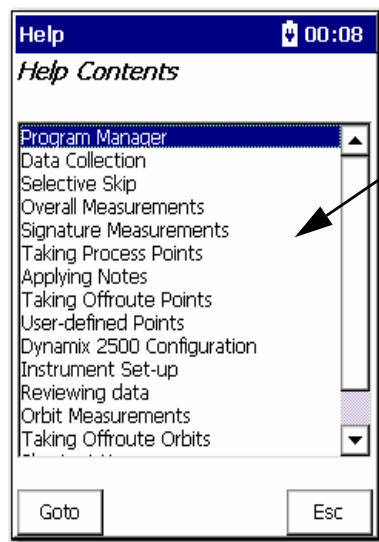 Help 00:08
Help Contents
Program Manager
Data Collection
Selective Skip
Overall Measurements
Signature Measurements
Taking Process Points
Applying Notes
Taking Offroute Points
User-defined Points
Dynamix 2500 Configuration
Instrument Set-up
Reviewing data
Orbit Measurements
Taking Offroute Orbits
Goto Esc